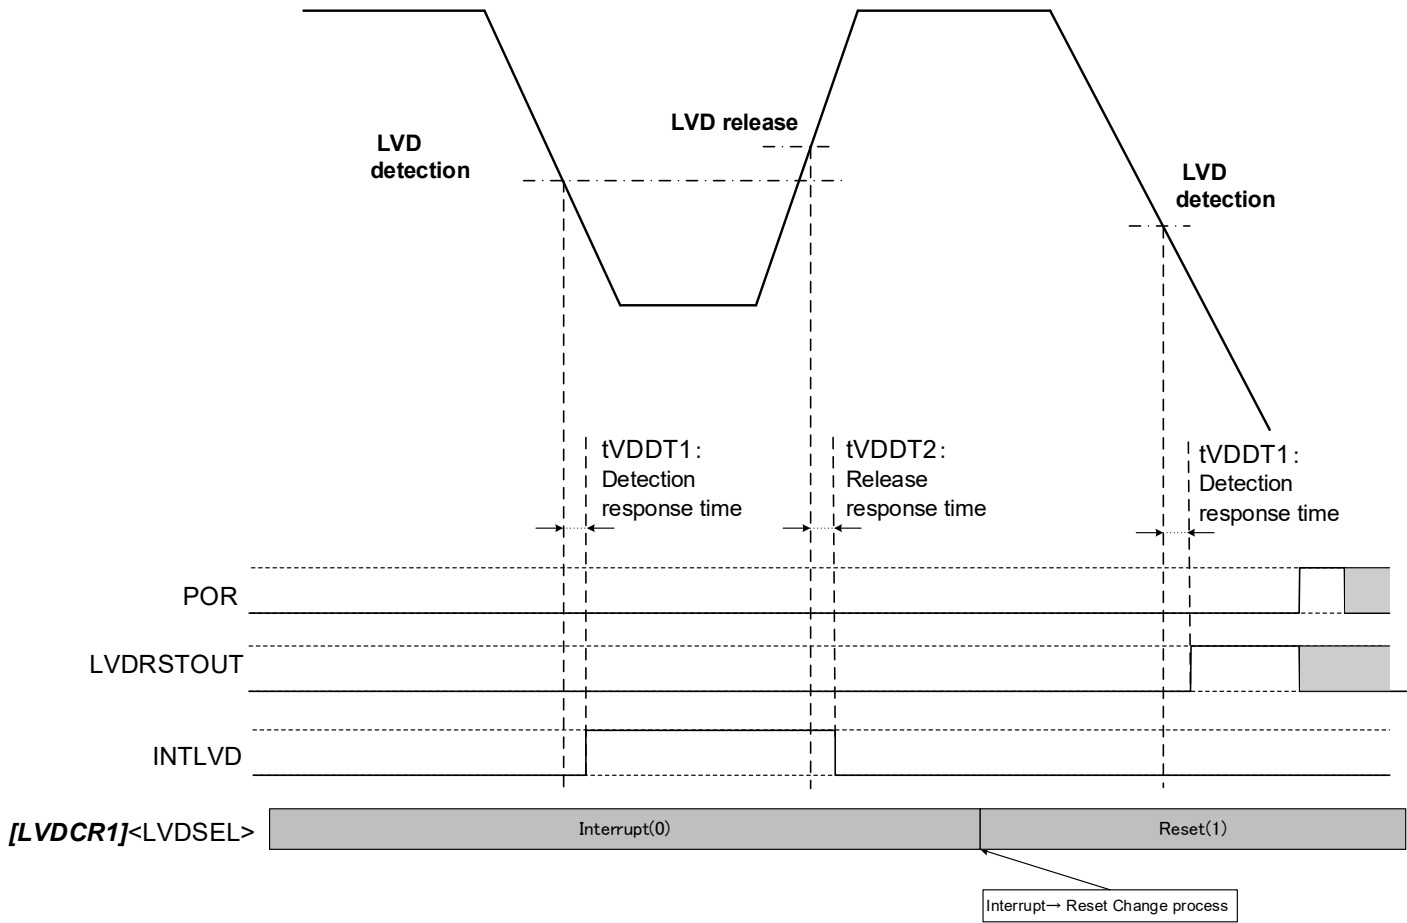 LVD release
LVD
detection
LVD
detection
tVDDT1:
Detection
response time
tVDDT2:
Release
response time
tVDDT1:
Detection
response time
POR
LVDRSTOUT
INTLVD
[LVDCR1]<LVDSEL>
Interrupt(0)
Reset(1)
Interrupt→ Reset Change process